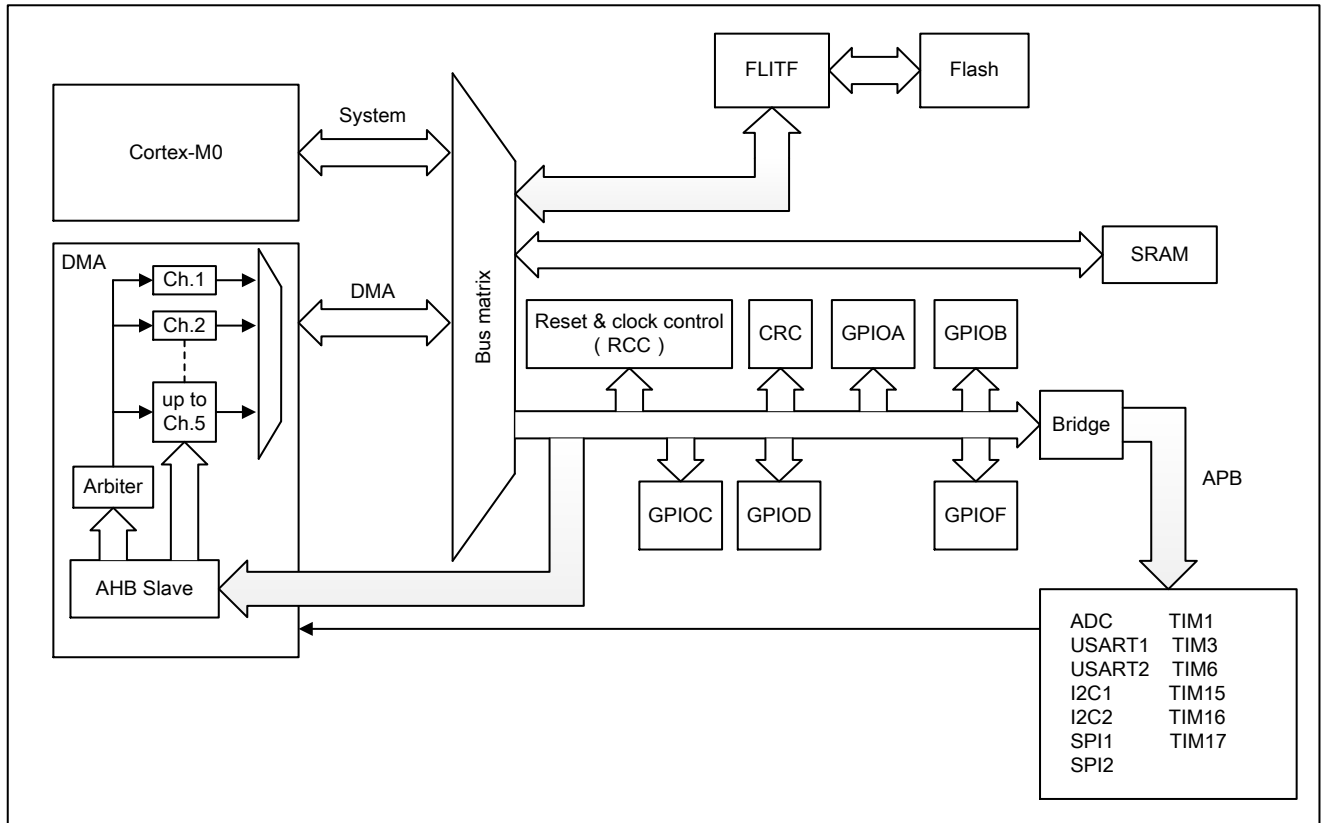 FLITF
Flash
System
Cortex-M0
DMA
Ch.1
Ch.2
up to
Ch.5
Arbiter
AHB Slave
DMA
Bus matrix
SRAM
Reset & clock control
( RCC )
CRC
GPIOA
GPIOB
Bridge
GPIOC
GPIOD
GPIOF
APB
ADC TIM1
USART1 TIM3
USART2 TIM6
I2C1 TIM15
I2C2 TIM16
SPI1 TIM17
SPI2